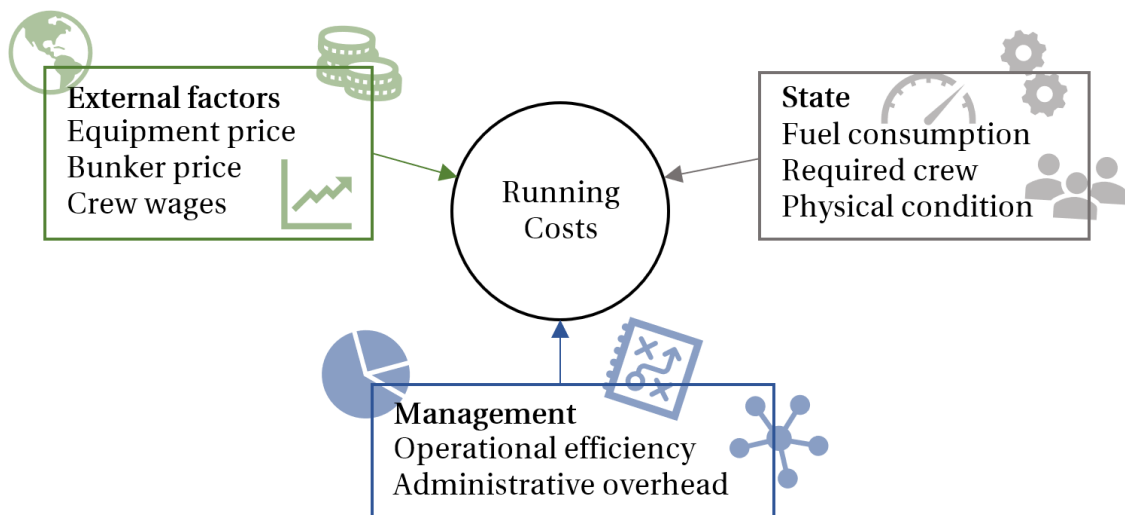 External factors
Equipment price
Bunker price
Crew wages
Running
Costs
State
Fuel consumption
Required crew
Physical condition
Management
Operational efficiency
Administrative overhead